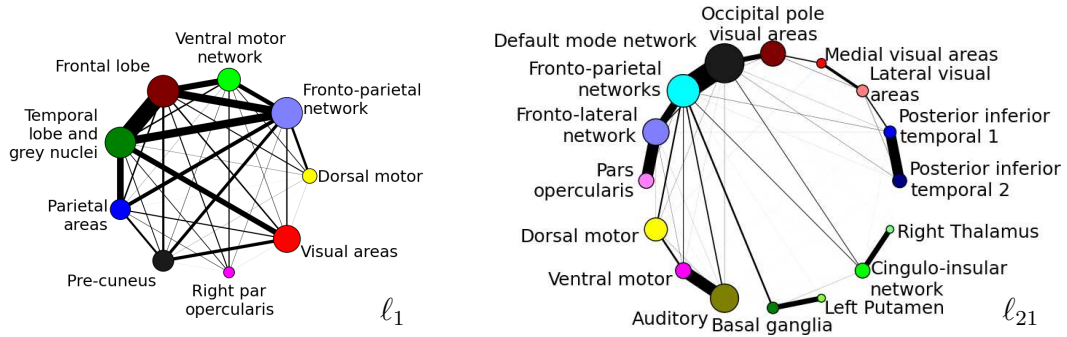 Ventral motor
network
Frontal lobe
Fronto-parietal
network
Temporal
lobe and
grey nuclei
Dorsal motor
Parietal
areas
Visual areas
Pre-cuneus
Right par
opercularis
ℓ1
Occipital pole
visual areas
Default mode network
Medial visual areas
Fronto-parietal
networks
Lateral visual
areas
Fronto-lateral
network
Posterior inferior
temporal 1
Pars
opercularis
Posterior inferior
temporal 2
Dorsal motor
Right Thalamus
Ventral motor
Cingulo-insular
network
Auditory
Basal ganglia
Left Putamen
ℓ21